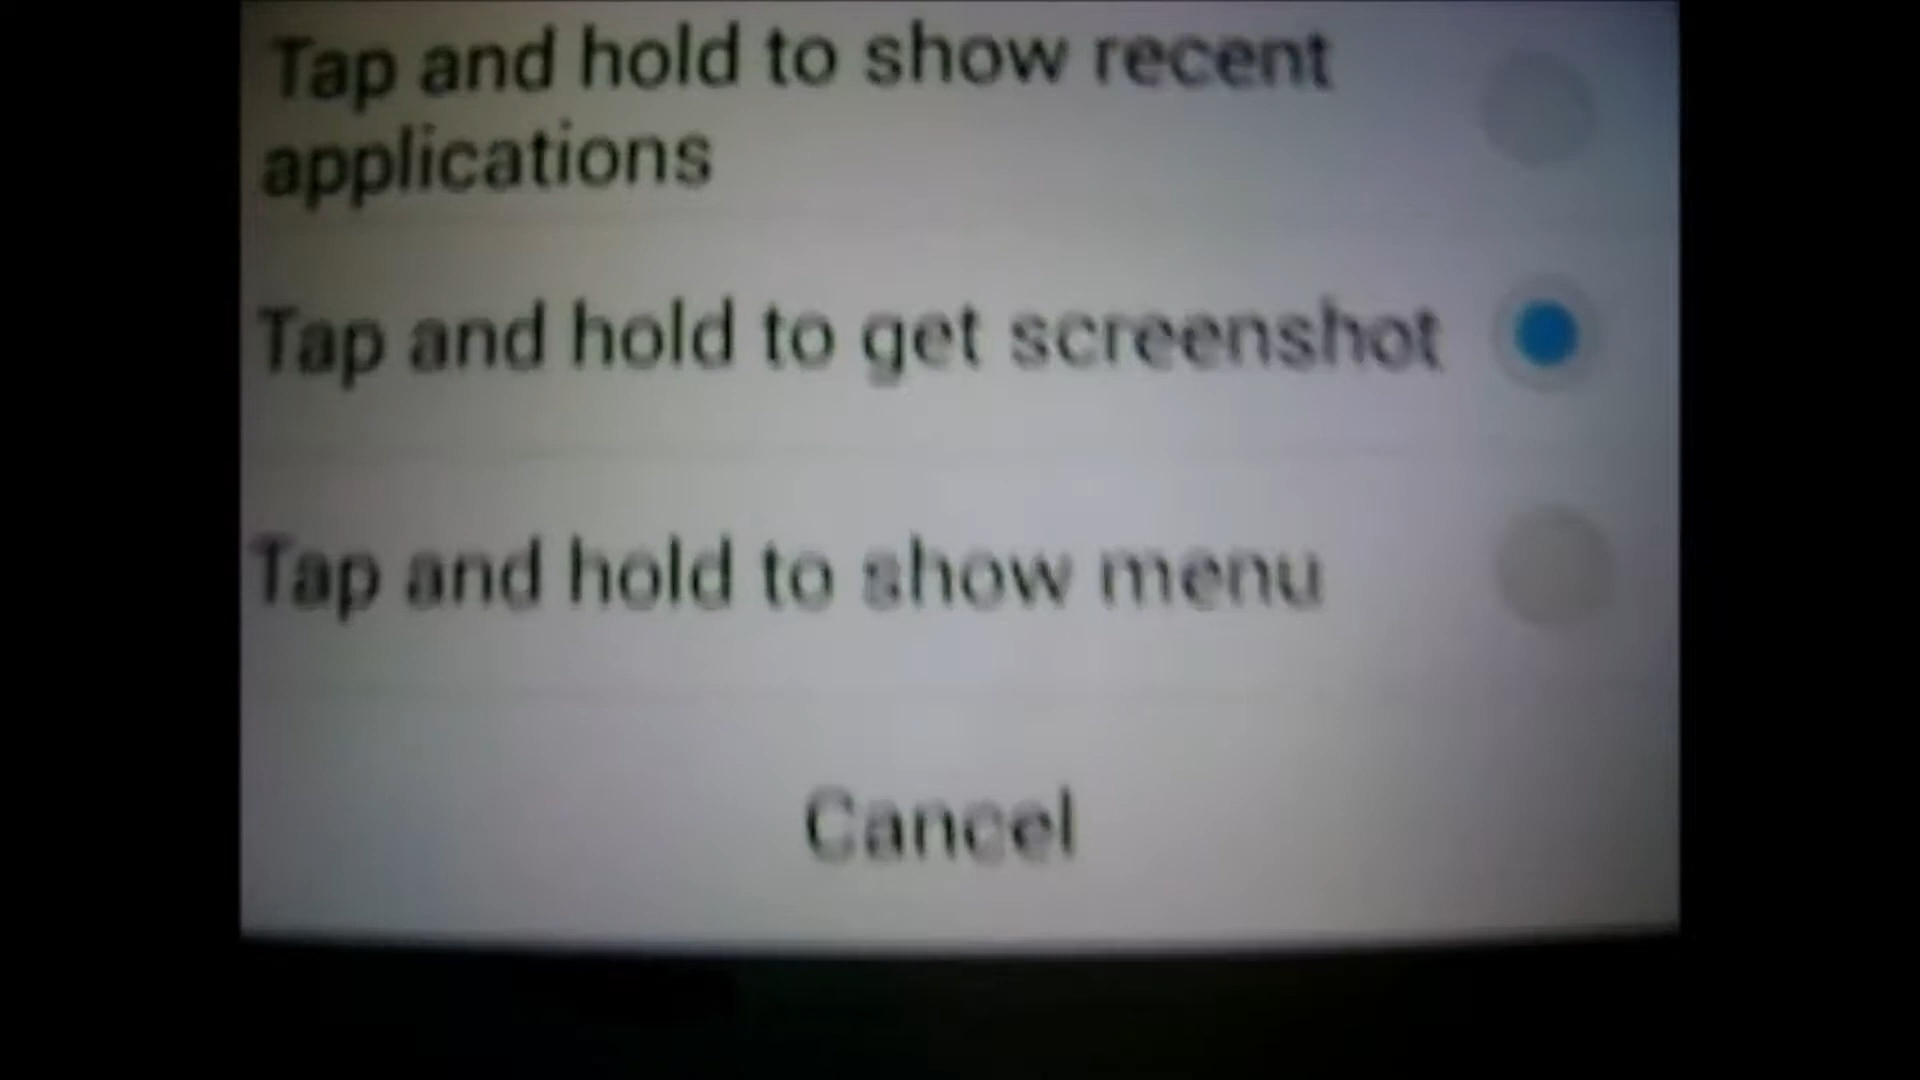 Tap and hold to show recent
applications
Tap and hold to get screenshot
Tap and hold to show menu
Cancel